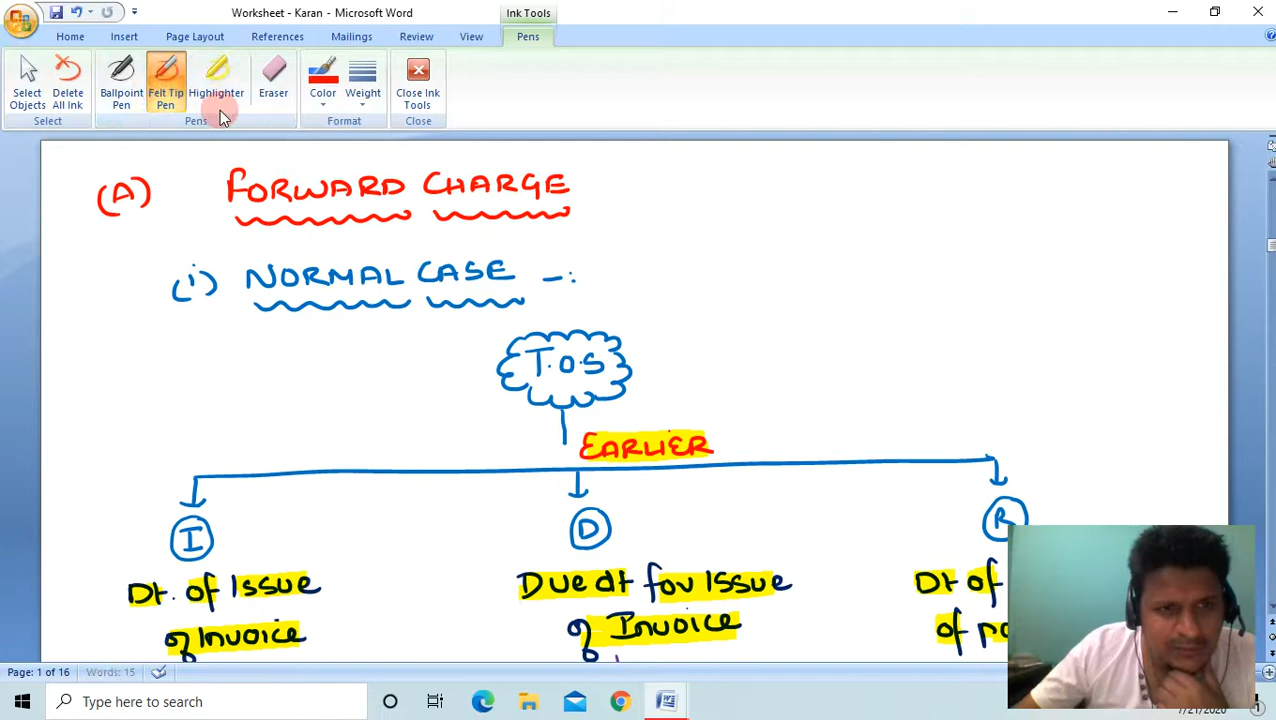 Worksheet - Karan - Microsoft Word
Ink Tools
Home Insert Page Layout References Mailings Review View Pens
Select Objects
Delete All Ink
Ballpoint Pen
Felt Tip Pen
Highlighter
Eraser
Color
Weight
Close Ink Tools
Select Pens Format Close
(A) FORWARD CHARGE
(i) NORMAL CASE -:
T.O.S
EARLIER
I D R
Dt. of Issue
of Invoice
Due dt for Issue
of Invoice
Dt of
of
Page: 1 of 16 Words: 15
Type here to search
7/21/2020